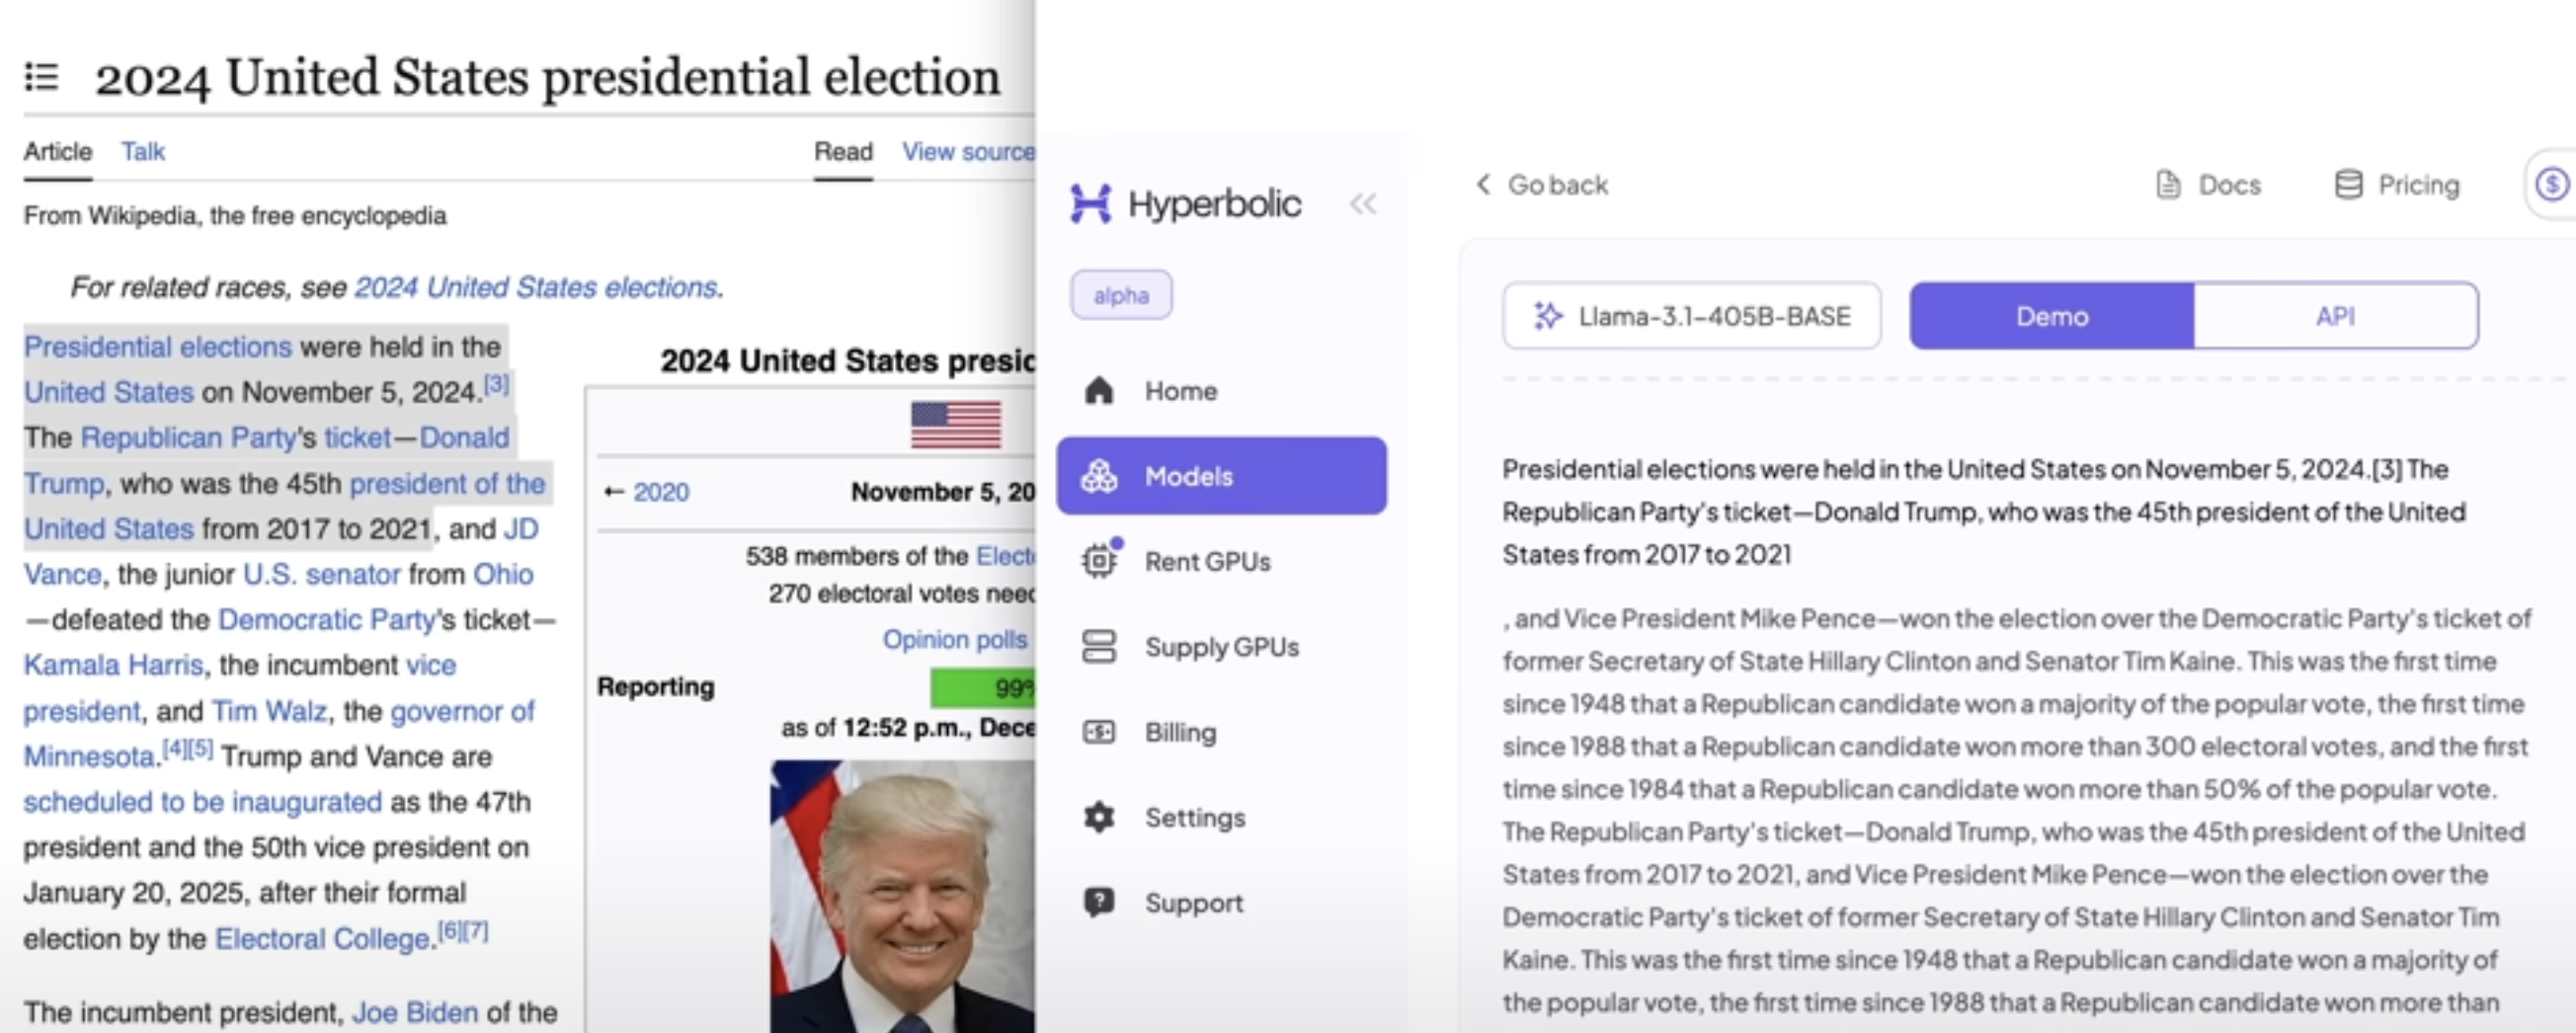 2024 United States presidential election
Article Talk
Read View source
From Wikipedia, the free encyclopedia
For related races, see 2024 United States elections.
Presidential elections were held in the
United States on November 5, 2024.[3]
The Republican Party's ticket—Donald
Trump, who was the 45th president of the
United States from 2017 to 2021, and JD
Vance, the junior U.S. senator from Ohio
—defeated the Democratic Party's ticket—
Kamala Harris, the incumbent vice
president, and Tim Walz, the governor of
Minnesota.[4][5] Trump and Vance are
scheduled to be inaugurated as the 47th
president and the 50th vice president on
January 20, 2025, after their formal
election by the Electoral College.[6][7]
The incumbent president, Joe Biden of the
2024 United States presid
← 2020
November 5, 20
538 members of the Elect
270 electoral votes need
Opinion polls
Reporting
99%
as of 12:52 p.m., Dece
Hyperbolic
alpha
Home
Models
Rent GPUs
Supply GPUs
Billing
Settings
Support
Go back
Docs
Pricing
Llama-3.1-405B-BASE
Demo
API
Presidential elections were held in the United States on November 5, 2024.[3] The
Republican Party's ticket—Donald Trump, who was the 45th president of the United
States from 2017 to 2021
, and Vice President Mike Pence—won the election over the Democratic Party's ticket of
former Secretary of State Hillary Clinton and Senator Tim Kaine. This was the first time
since 1948 that a Republican candidate won a majority of the popular vote, the first time
since 1988 that a Republican candidate won more than 300 electoral votes, and the first
time since 1984 that a Republican candidate won more than 50% of the popular vote.
The Republican Party's ticket—Donald Trump, who was the 45th president of the United
States from 2017 to 2021, and Vice President Mike Pence—won the election over the
Democratic Party's ticket of former Secretary of State Hillary Clinton and Senator Tim
Kaine. This was the first time since 1948 that a Republican candidate won a majority of
the popular vote, the first time since 1988 that a Republican candidate won more than